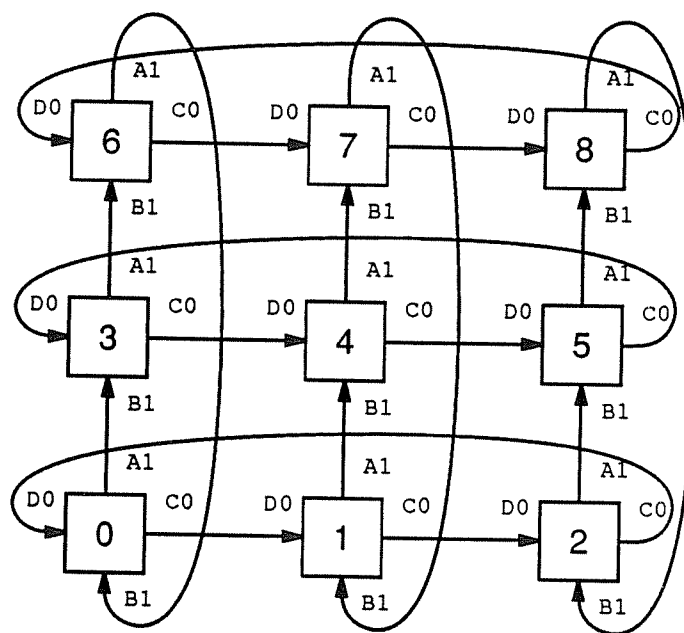 A1 A1 A1
D0 6 C0 D0 7 C0 D0 8 C0
B1 B1 B1
A1 A1 A1
D0 3 C0 D0 4 C0 D0 5 C0
B1 B1 B1
A1 A1 A1
D0 0 C0 D0 1 C0 D0 2 C0
B1 B1 B1